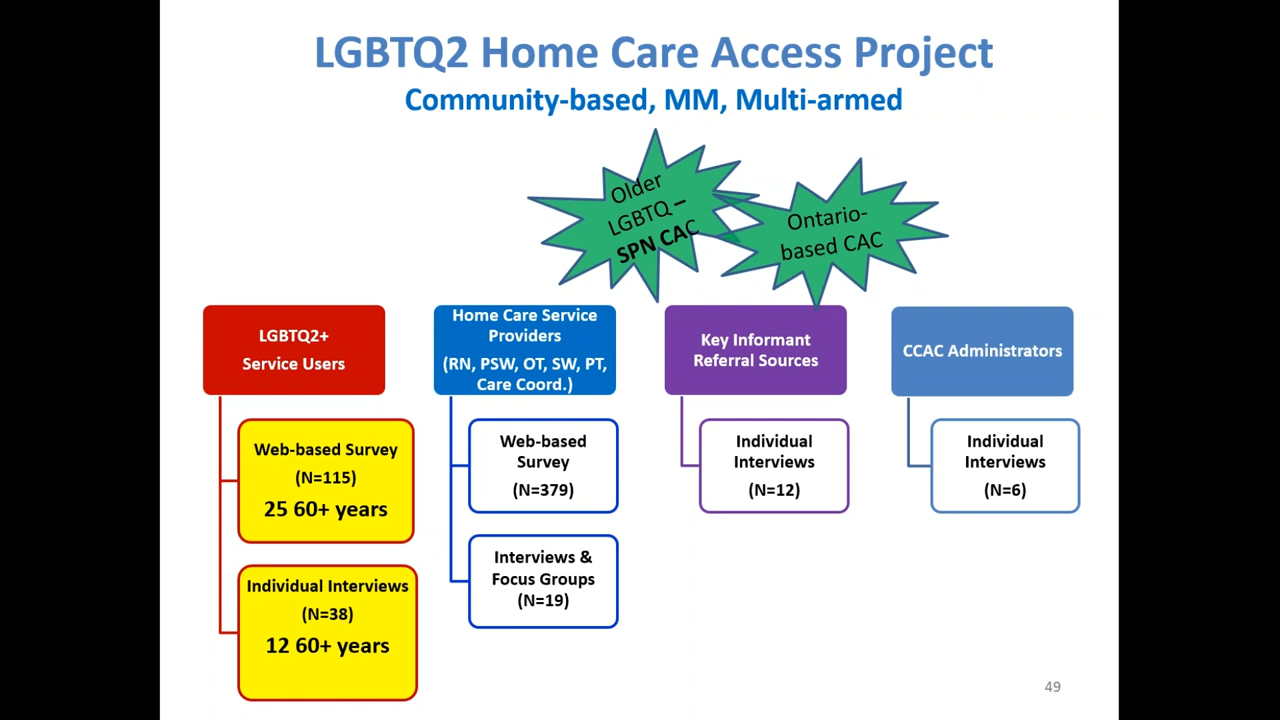 LGBTQ2 Home Care Access Project
Community-based, MM, Multi-armed
Older
LGBTQ –
SPN CAC
Ontario-
based CAC
LGBTQ2+
Service Users
Web-based Survey
(N=115)
25 60+ years
Individual Interviews
(N=38)
12 60+ years
Home Care Service
Providers
(RN, PSW, OT, SW, PT,
Care Coord.)
Web-based
Survey
(N=379)
Interviews &
Focus Groups
(N=19)
Key Informant
Referral Sources
Individual
Interviews
(N=12)
CCAC Administrators
Individual
Interviews
(N=6)
49